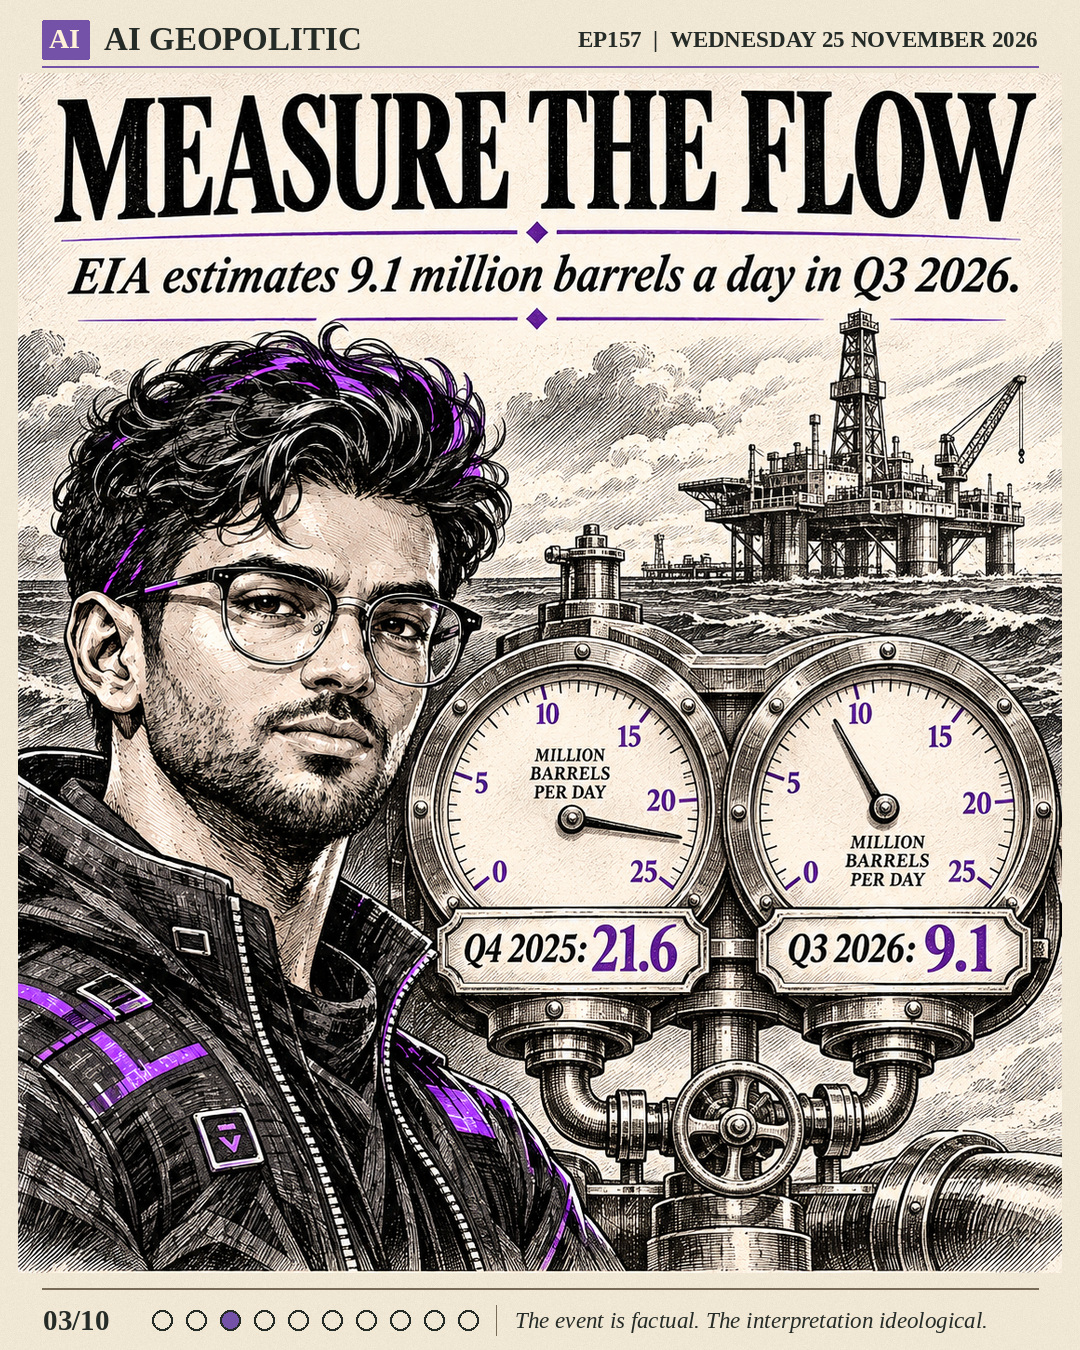 AI AI GEOPOLITIC
EP157 | WEDNESDAY 25 NOVEMBER 2026
MEASURE THE FLOW
EIA estimates 9.1 million barrels a day in Q3 2026.
0 5 10 15 20 25
MILLION
BARRELS
PER DAY
Q4 2025: 21.6
0 5 10 15 20 25
MILLION
BARRELS
PER DAY
Q3 2026: 9.1
03/10
The event is factual. The interpretation ideological.